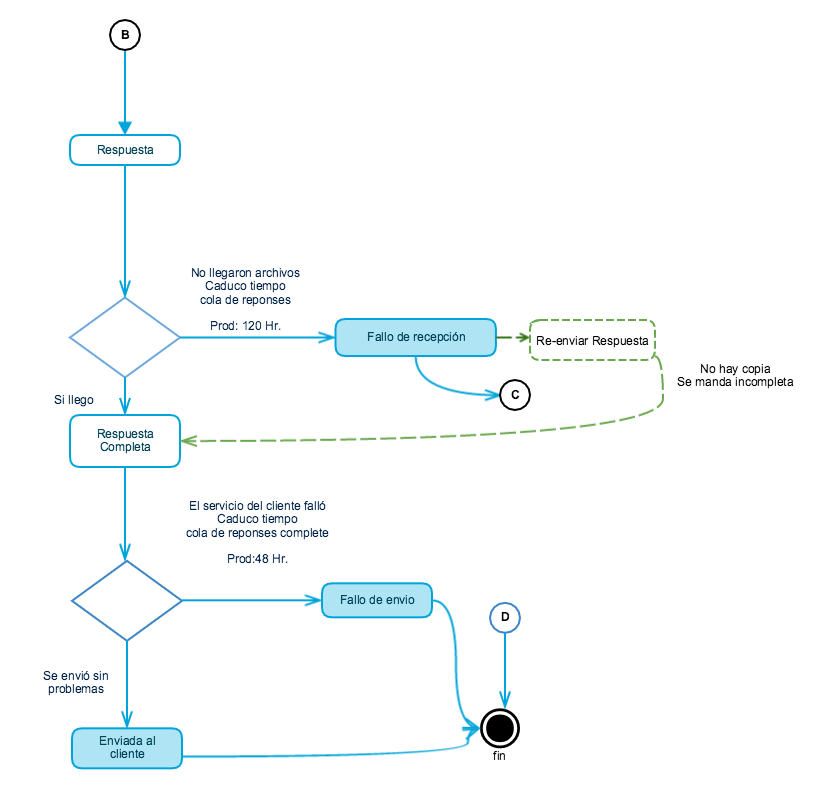 B
Respuesta
No llegaron archivos
Caduco tiempo
cola de reponses
Prod: 120 Hr.
Fallo de recepción
Re-enviar Respuesta
No hay copia
Se manda incompleta
C
Si llego
Respuesta
Completa
El servicio del cliente falló
Caduco tiempo
cola de reponses complete
Prod:48 Hr.
Fallo de envio
D
Se envió sin
problemas
Enviada al
cliente
fin